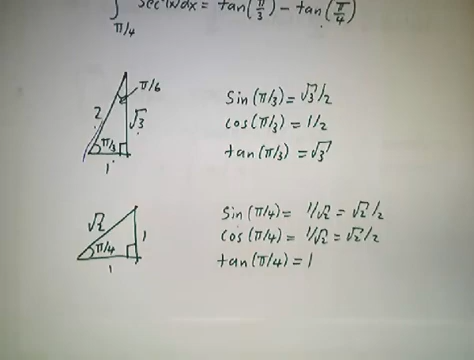 ∫ sec²(x)dx = tan(π/3) − tan(π/4)
π/4
π/6
2
√3
π/3
1
sin(π/3) = √3/2
cos(π/3) = 1/2
tan(π/3) = √3
√2
π/4
1
1
sin(π/4) = 1/√2 = √2/2
cos(π/4) = 1/√2 = √2/2
tan(π/4) = 1